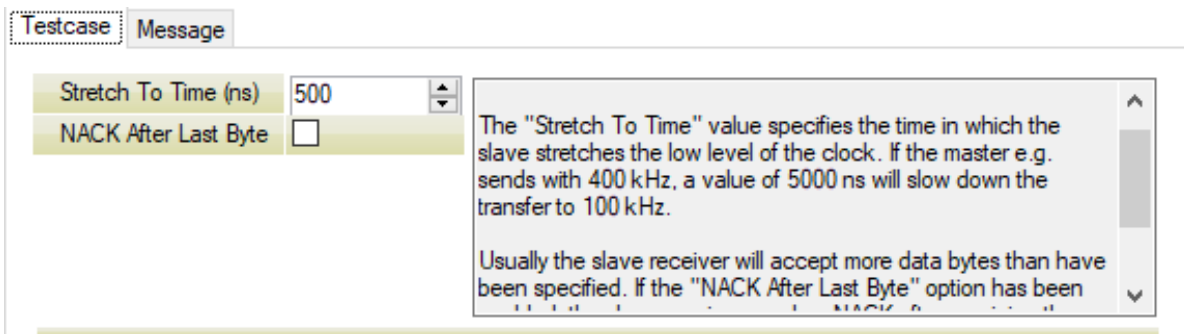 Testcase Message
Stretch To Time (ns) 500
NACK After Last Byte
The "Stretch To Time" value specifies the time in which the
slave stretches the low level of the clock. If the master e.g.
sends with 400 kHz, a value of 5000 ns will slow down the
transfer to 100 kHz.
Usually the slave receiver will accept more data bytes than have
been specified. If the "NACK After Last Byte" option has been